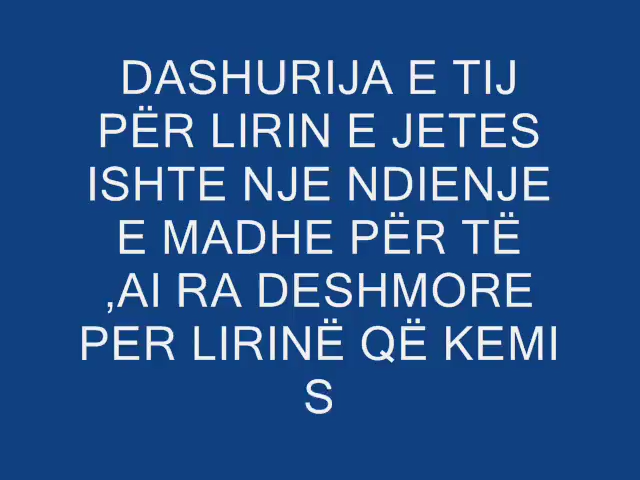 DASHURIJA E TIJ
PËR LIRIN E JETES
ISHTE NJE NDIENJE
E MADHE PËR TË
,AI RA DESHMORE
PER LIRINË QË KEMI
S